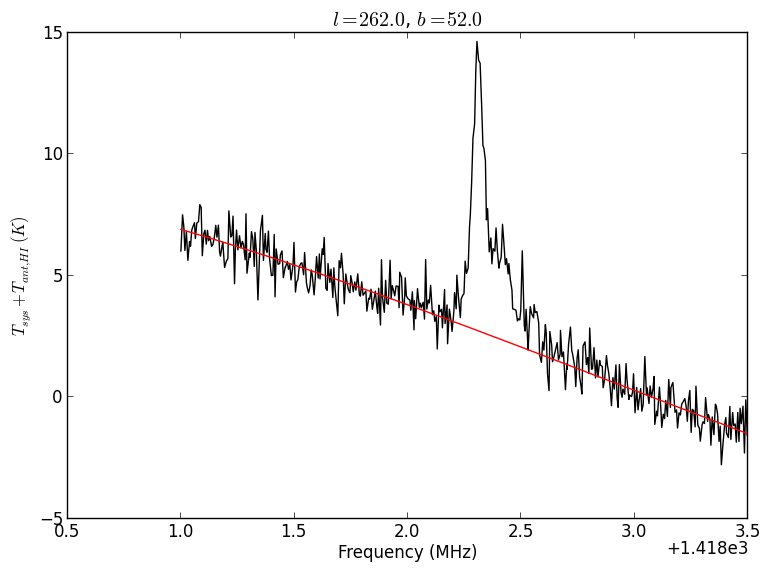 l = 262.0, b = 52.0
T_sys + T_ant,HI (K)
15
10
5
0
−5
0.5 1.0 1.5 2.0 2.5 3.0 3.5
+1.418e3
Frequency (MHz)